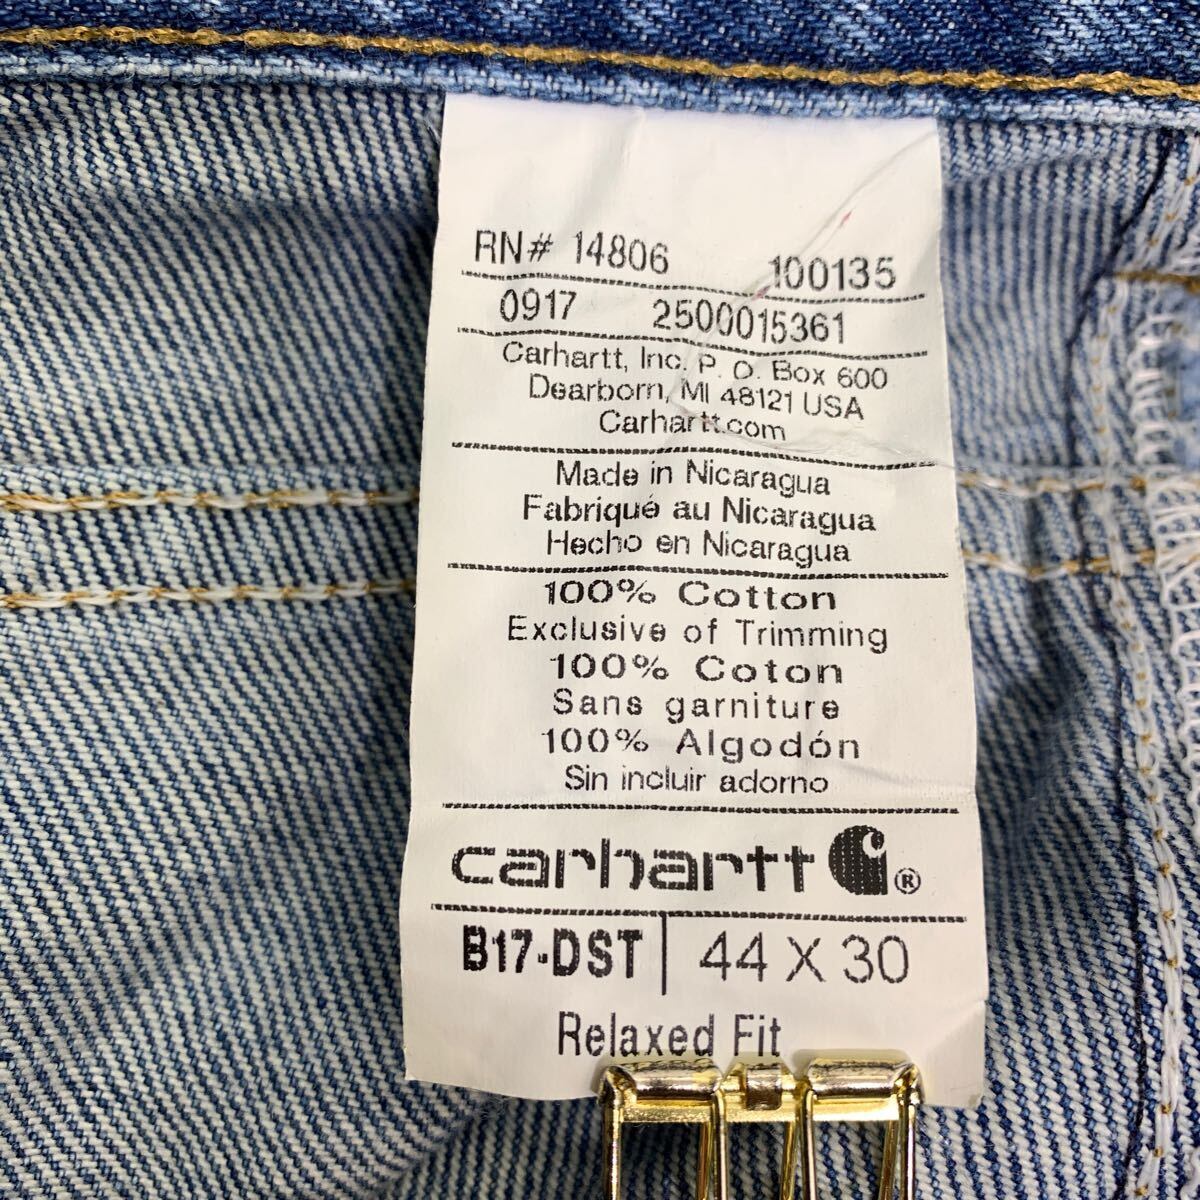 RN# 14806 100135
0917 2500015361
Carhartt, Inc. P. O. Box 600
Dearborn, MI 48121 USA
Carhartt.com
Made in Nicaragua
Fabriqué au Nicaragua
Hecho en Nicaragua
100% Cotton
Exclusive of Trimming
100% Coton
Sans garniture
100% Algodón
Sin incluir adorno
carhartt ®
B17-DST | 44 X 30
Relaxed Fit